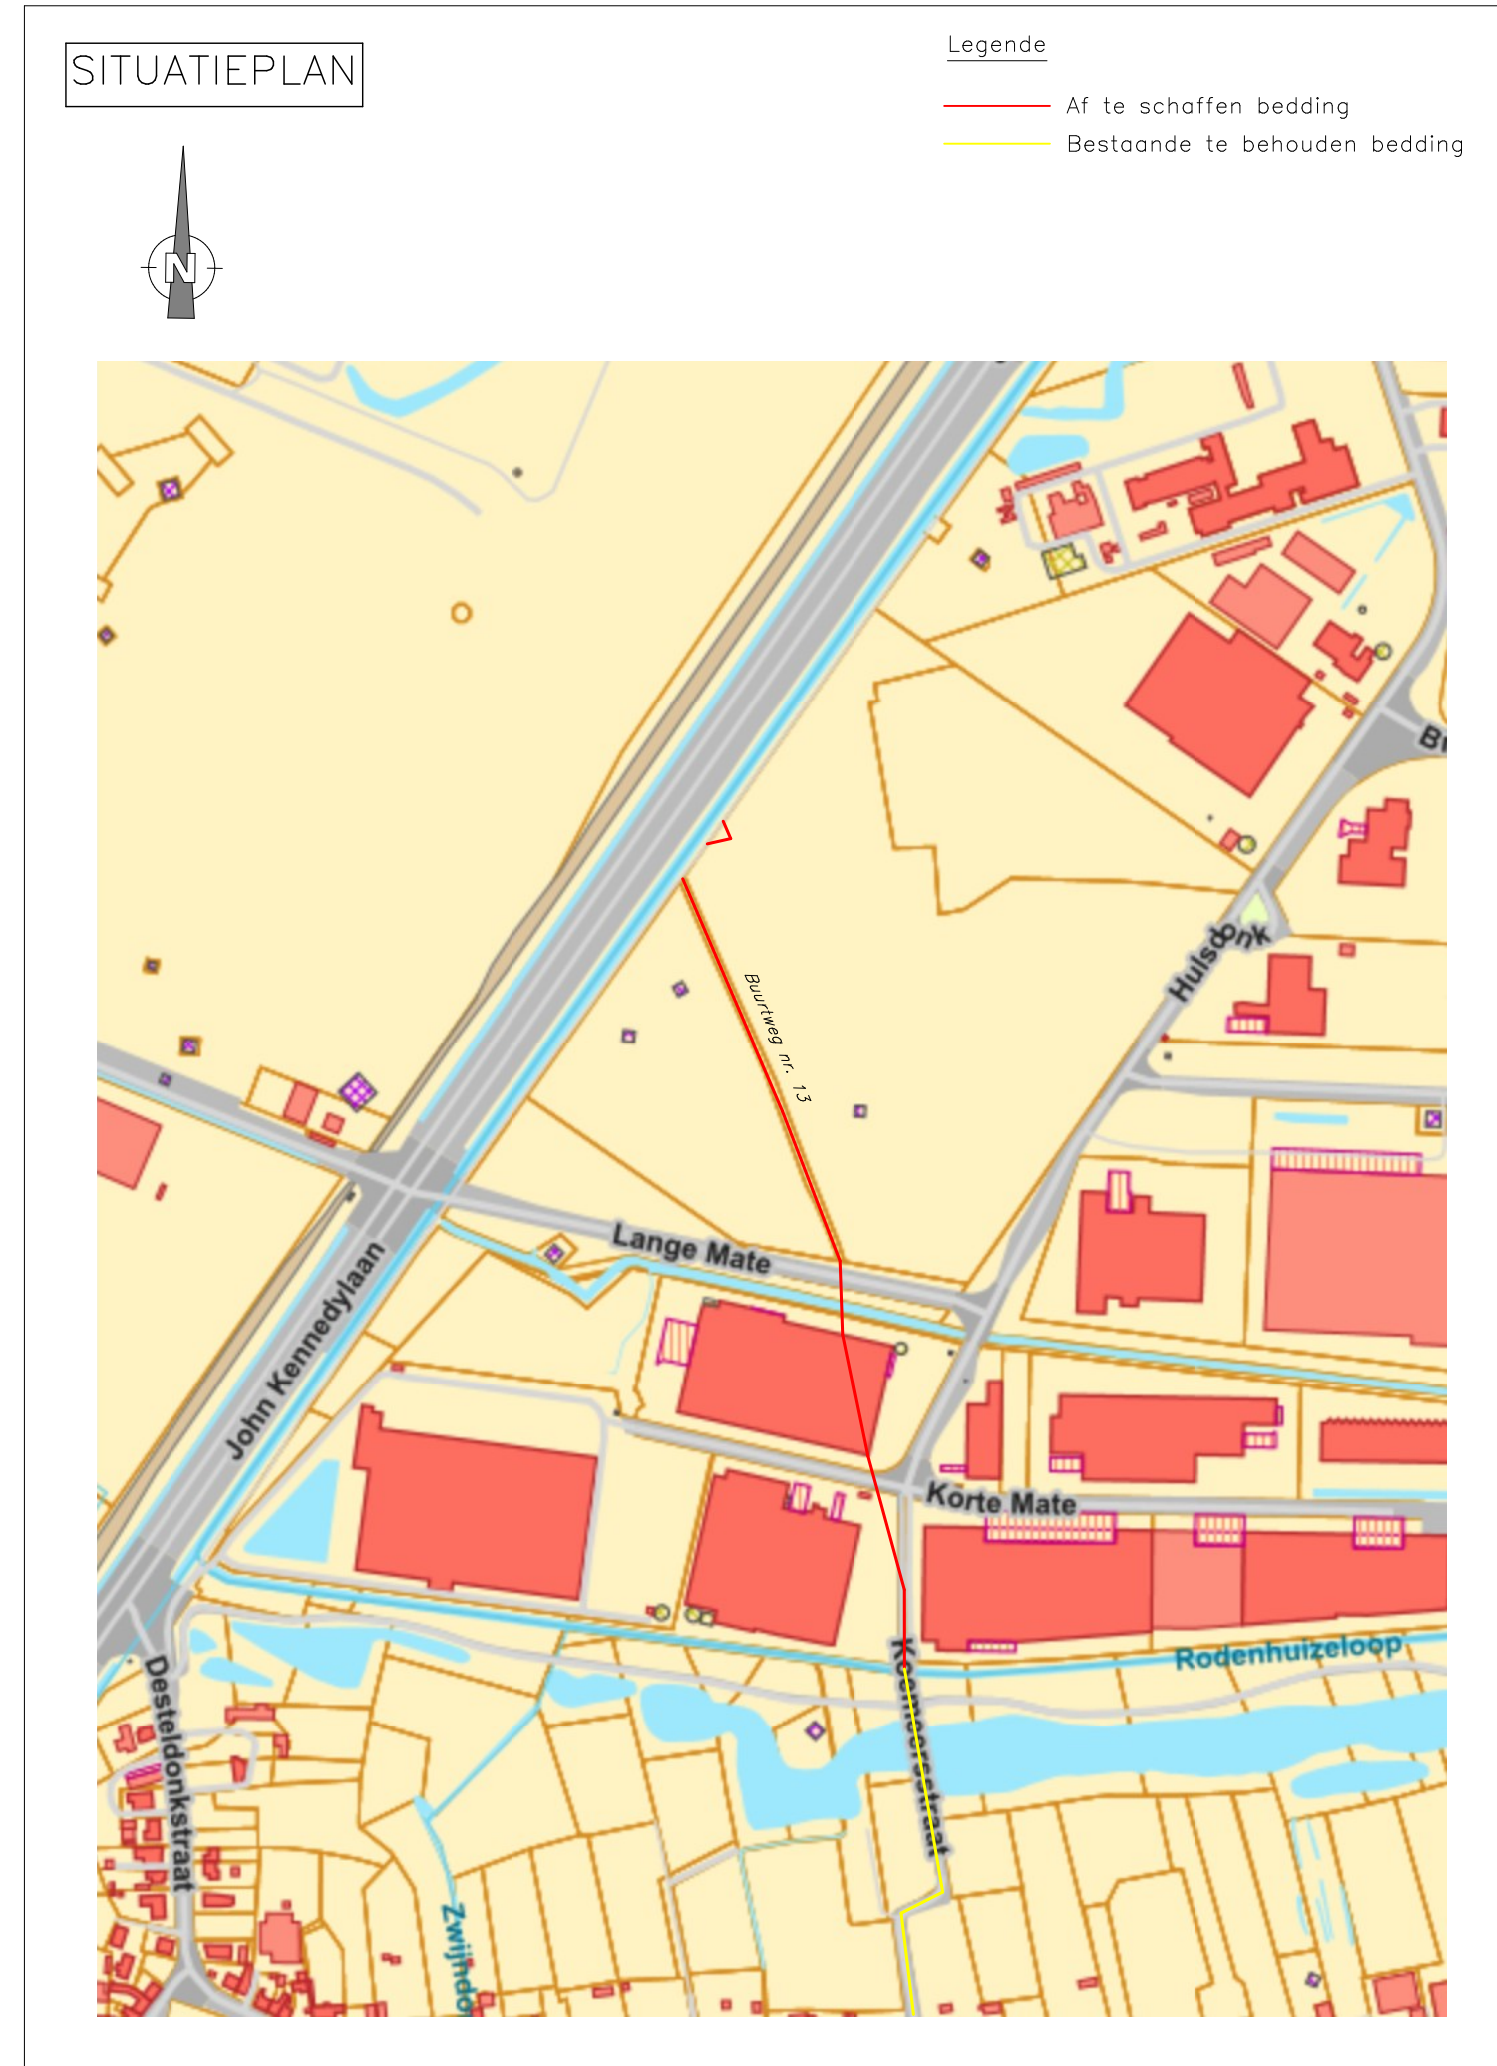 SITUATIEPLAN
Legende
Af te schaffen bedding
Bestaande te behouden bedding
N
Hulsdonk
Buurtweg nr. 13
Lange Mate
John Kennedylaan
Korte Mate
Rodenhuizeloop
Desteldonkstraat